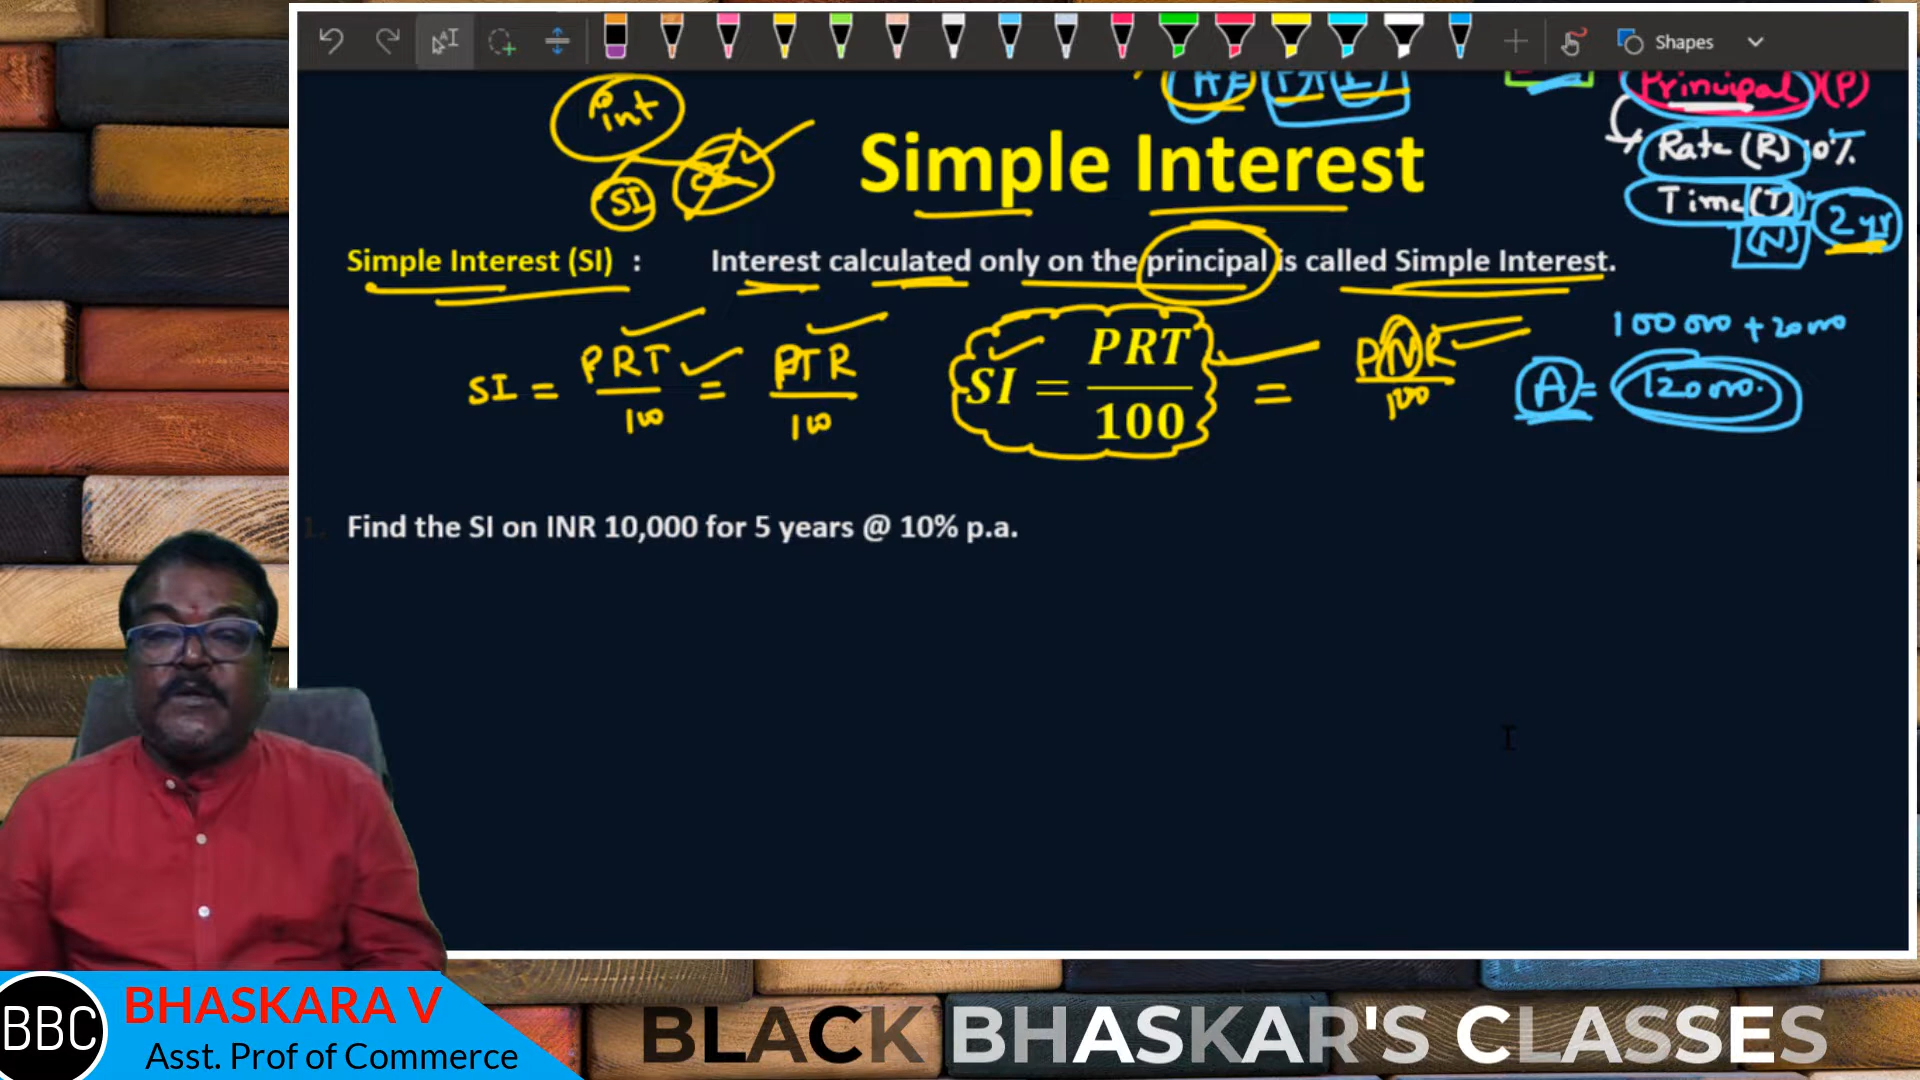 Shapes
A = P + I
Principal (P)
Int
SI
Simple Interest
Rate (R) 10%
Time (T) 2 yr
(N)
Simple Interest (SI) : Interest calculated only on the principal is called Simple Interest.
SI = PRT/100 = PTR/100
SI = PRT/100 = PNR/100
100000 + 20000
A = 120000.
1. Find the SI on INR 10,000 for 5 years @ 10% p.a.
BBC
BHASKARA V
Asst. Prof of Commerce
BLACK BHASKAR'S CLASSES